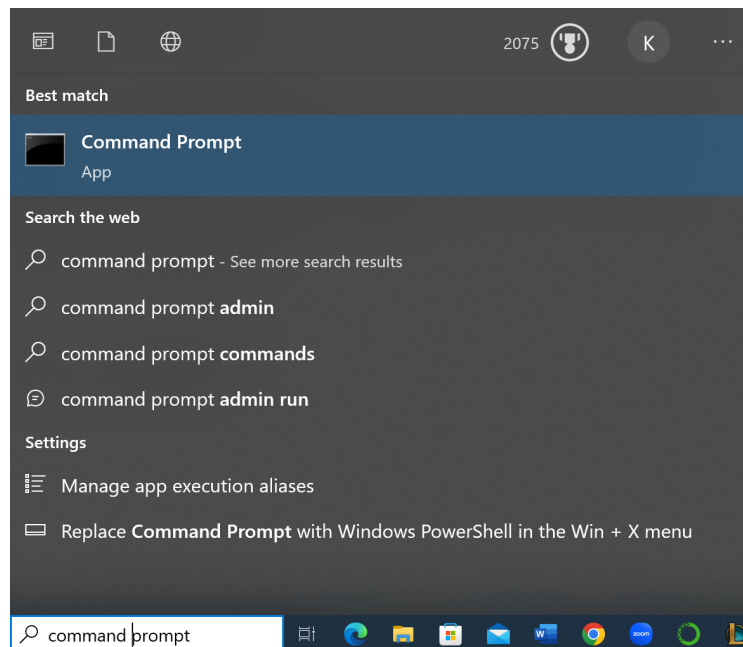 2075 K ...
Best match
Command Prompt
App
Search the web
command prompt - See more search results
command prompt admin
command prompt commands
command prompt admin run
Settings
Manage app execution aliases
Replace Command Prompt with Windows PowerShell in the Win + X menu
command prompt W zoom